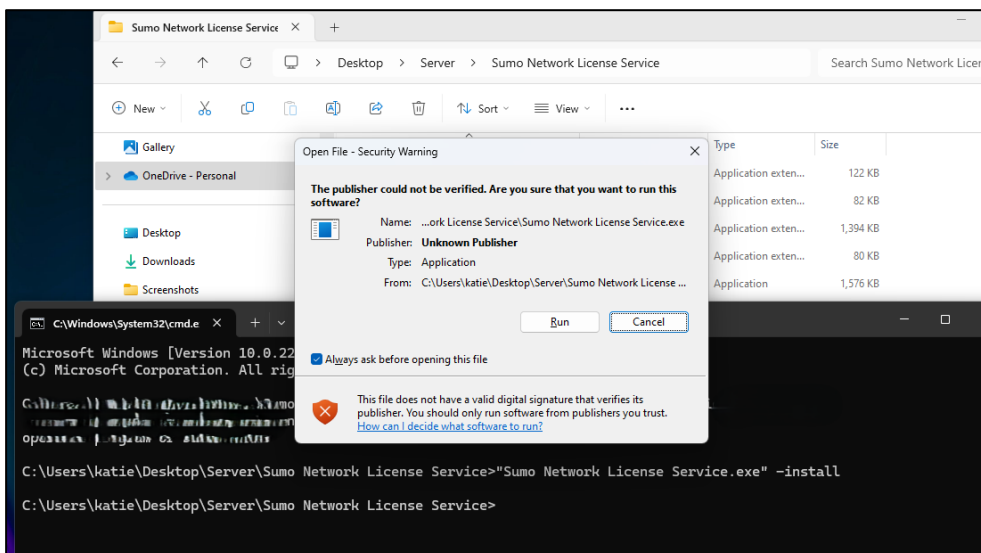 Sumo Network License Service
Desktop > Server > Sumo Network License Service
Search Sumo Network Licen
New
Sort
View
Gallery
OneDrive - Personal
Desktop
Downloads
Screenshots
Type Size
Application exten... 122 KB
Application exten... 82 KB
Application exten... 1,394 KB
Application exten... 80 KB
Application 1,576 KB
Open File - Security Warning
The publisher could not be verified. Are you sure that you want to run this
software?
Name: ...ork License Service\Sumo Network License Service.exe
Publisher: Unknown Publisher
Type: Application
From: C:\Users\katie\Desktop\Server\Sumo Network License ...
Run Cancel
Always ask before opening this file
This file does not have a valid digital signature that verifies its
publisher. You should only run software from publishers you trust.
How can I decide what software to run?
C:\Windows\System32\cmd.e
Microsoft Windows [Version 10.0.22
(c) Microsoft Corporation. All rig
C:\Users\katie\Desktop\Server\Sumo Network License Service>"Sumo Network License Service.exe" -install
C:\Users\katie\Desktop\Server\Sumo Network License Service>